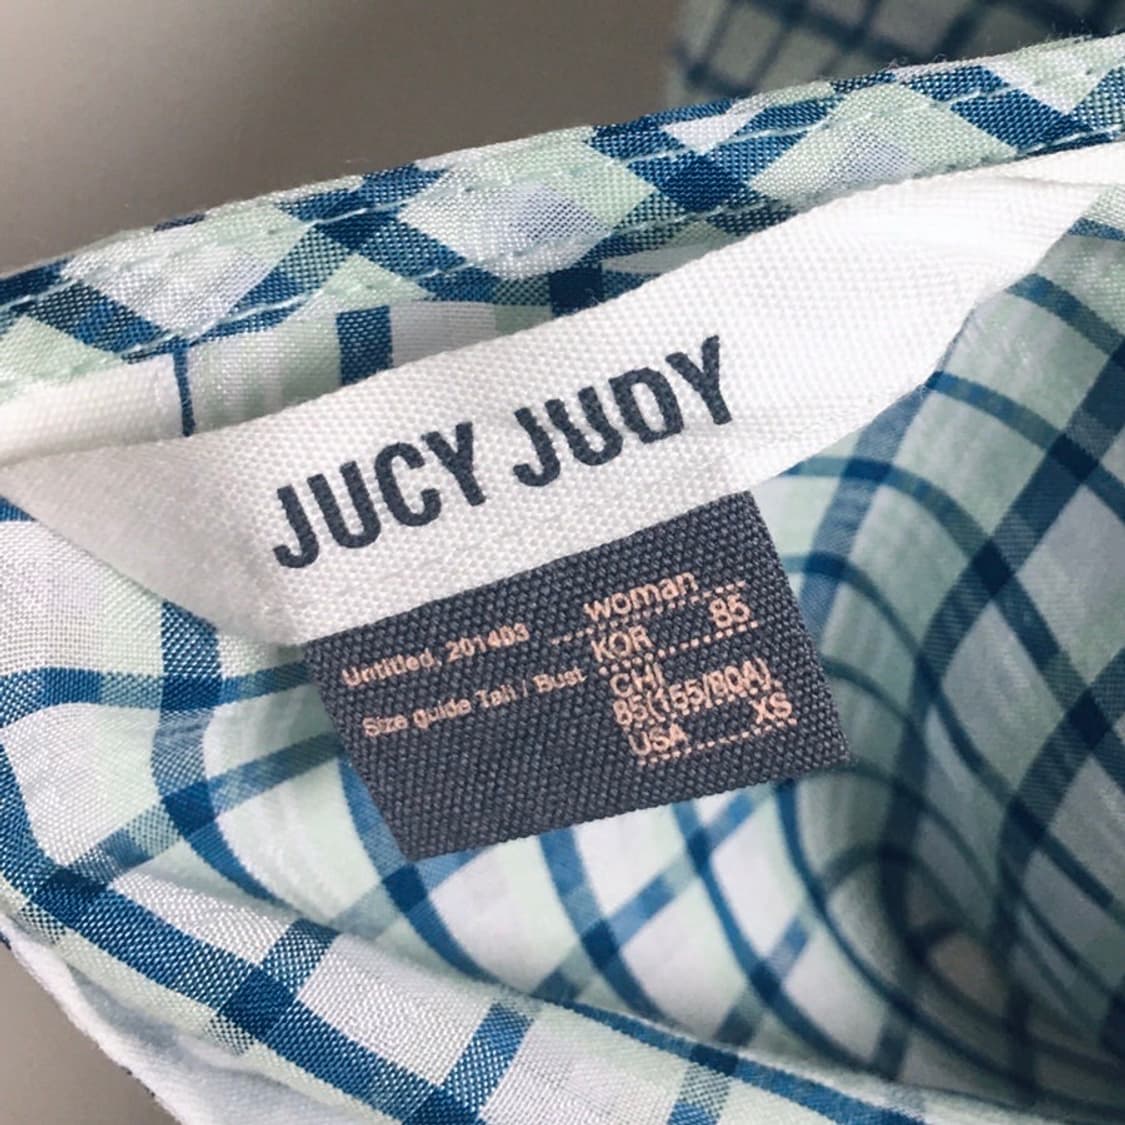 JUCY JUDY
Untitled, 201403
Size guide Tall / Bust
woman
KOR 85
CHI
85(155/80A)
USA XS